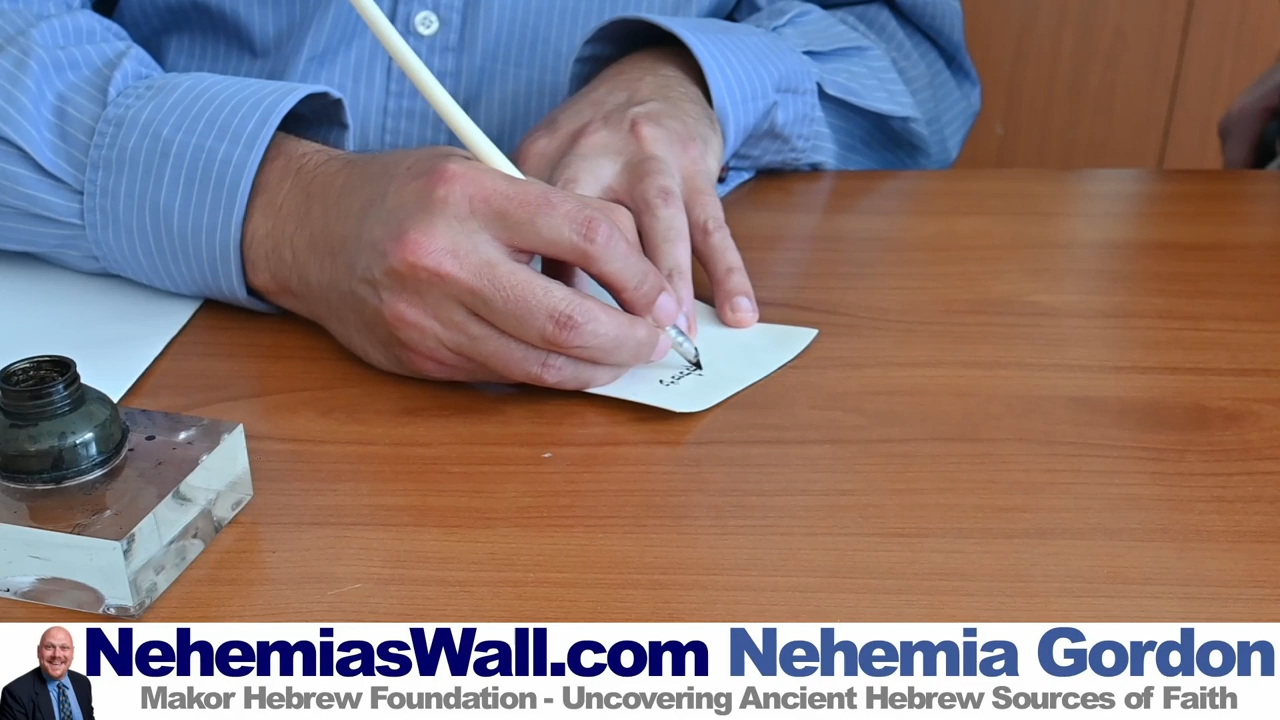 NehemiasWall.com Nehemia Gordon
Makor Hebrew Foundation - Uncovering Ancient Hebrew Sources of Faith